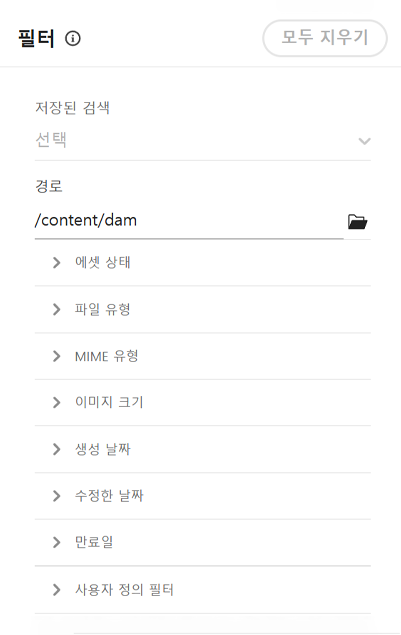 필터
모두 지우기
저장된 검색
선택
경로
/content/dam
에셋 상태
파일 유형
MIME 유형
이미지 크기
생성 날짜
수정한 날짜
만료일
사용자 정의 필터